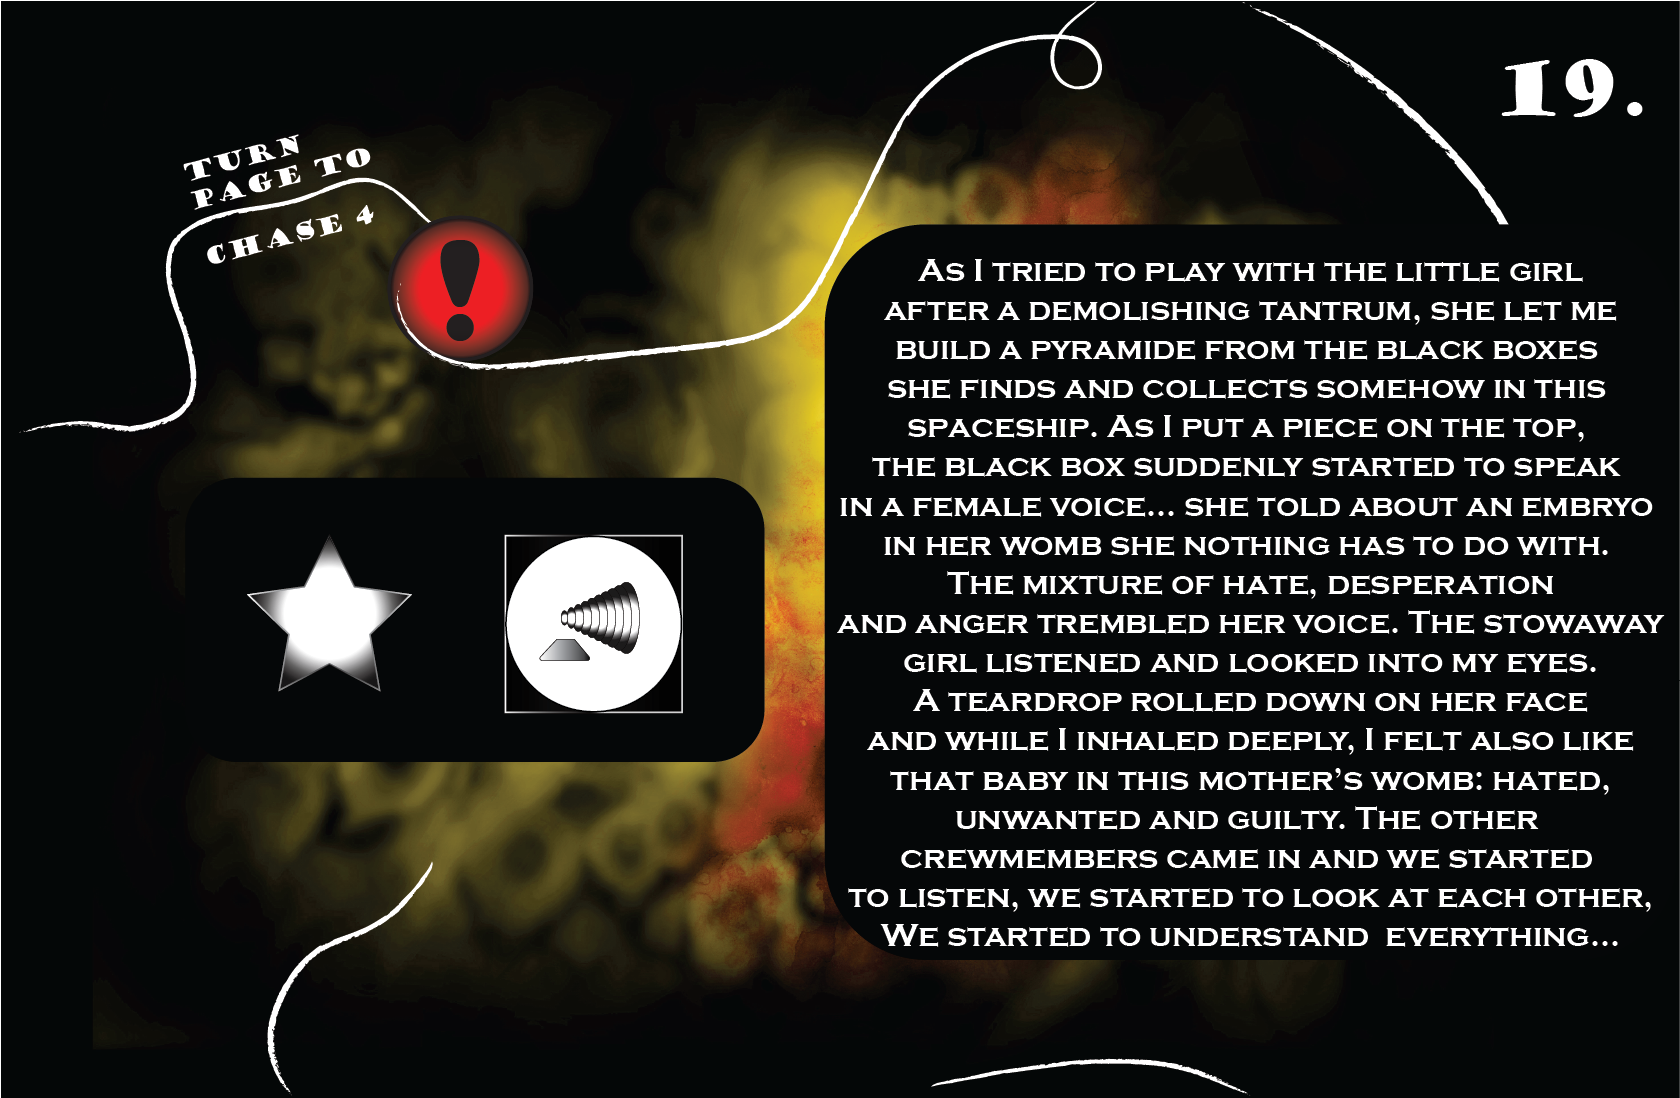 19.
TURN
PAGE TO
CHASE 4
!
As I tried to play with the little girl
after a demolishing tantrum, she let me
build a pyramide from the black boxes
she finds and collects somehow in this
spaceship. As I put a piece on the top,
the black box suddenly started to speak
in a female voice... she told about an embryo
in her womb she nothing has to do with.
The mixture of hate, desperation
and anger trembled her voice. The stowaway
girl listened and looked into my eyes.
A teardrop rolled down on her face
and while I inhaled deeply, I felt also like
that baby in this mother's womb: hated,
unwanted and guilty. The other
crewmembers came in and we started
to listen, we started to look at each other,
We started to understand  everything...